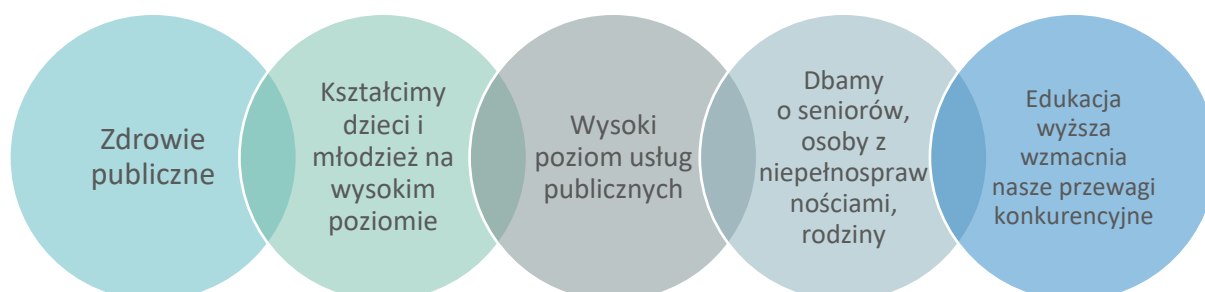 Zdrowie
publiczne
Kształcimy
dzieci i
młodzież na
wysokim
poziomie
Wysoki
poziom usług
publicznych
Dbamy
o seniorów,
osoby z
niepełnospraw
nościami,
rodziny
Edukacja
wyższa
wzmacnia
nasze przewagi
konkurencyjne